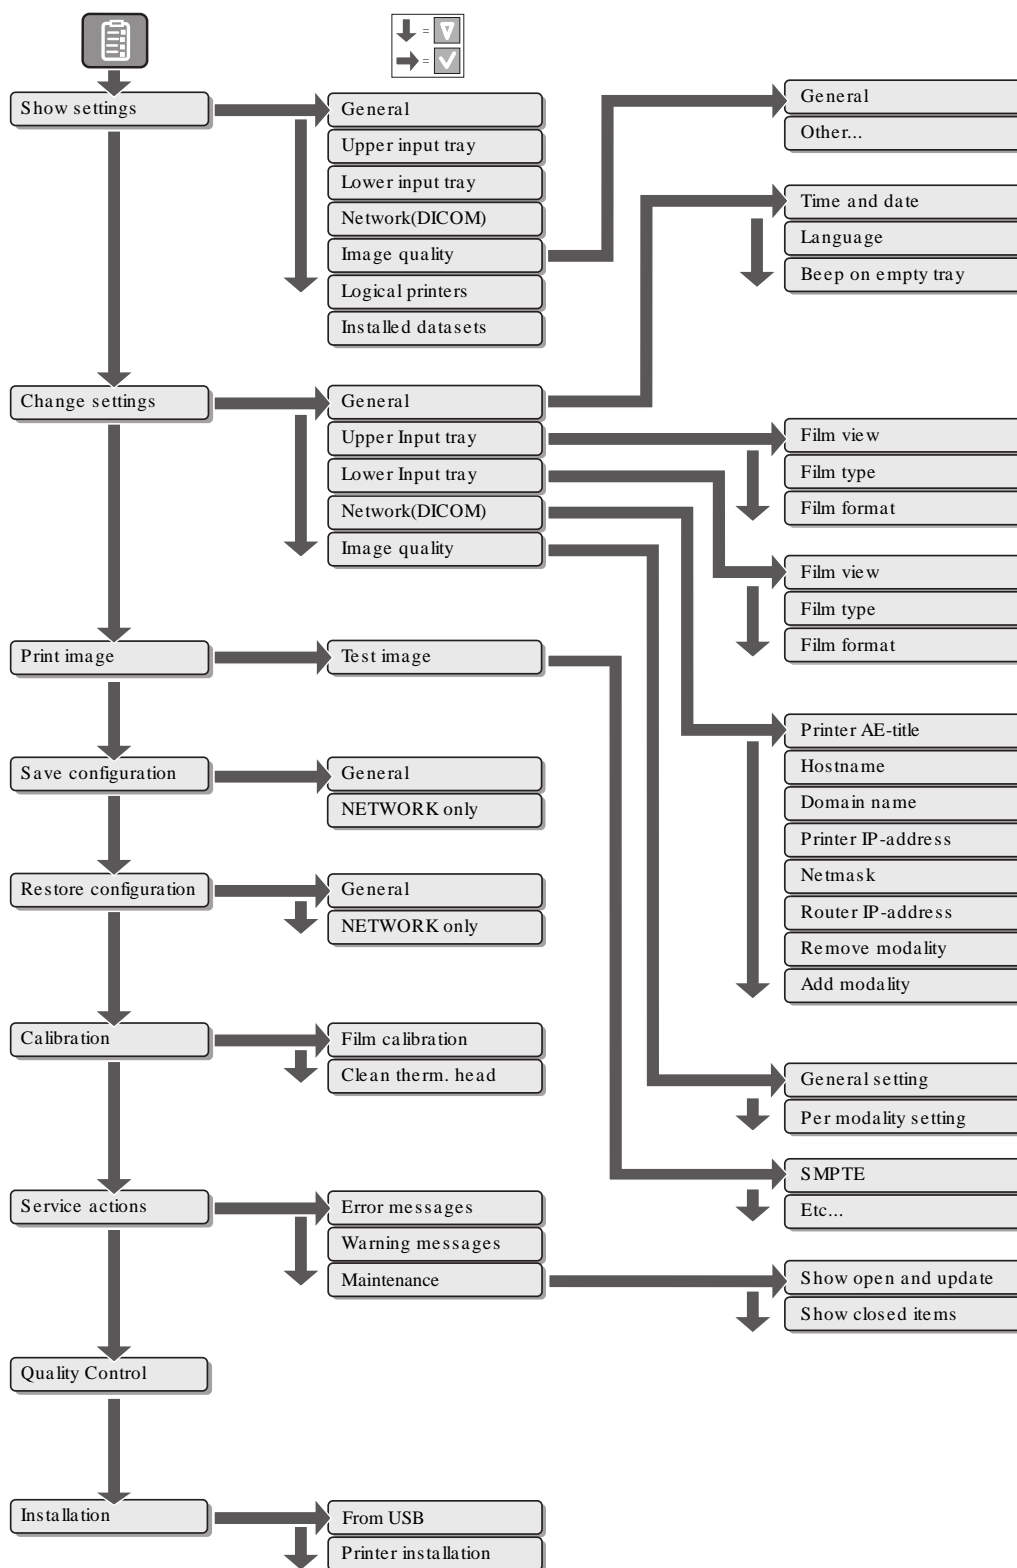 =
=
Show settings
General
Upper input tray
Lower input tray
Network(DICOM)
Image quality
Logical printers
Installed datasets
General
Other...
Change settings
General
Upper Input tray
Lower Input tray
Network(DICOM)
Image quality
Time and date
Language
Beep on empty tray
Film view
Film type
Film format
Film view
Film type
Film format
Printer AE-title
Hostname
Domain name
Printer IP-address
Netmask
Router IP-address
Remove modality
Add modality
General setting
Per modality setting
Print image
Test image
SMPTE
Etc...
Save configuration
General
NETWORK only
Restore configuration
General
NETWORK only
Calibration
Film calibration
Clean therm. head
Service actions
Error messages
Warning messages
Maintenance
Show open and update
Show closed items
Quality Control
Installation
From USB
Printer installation